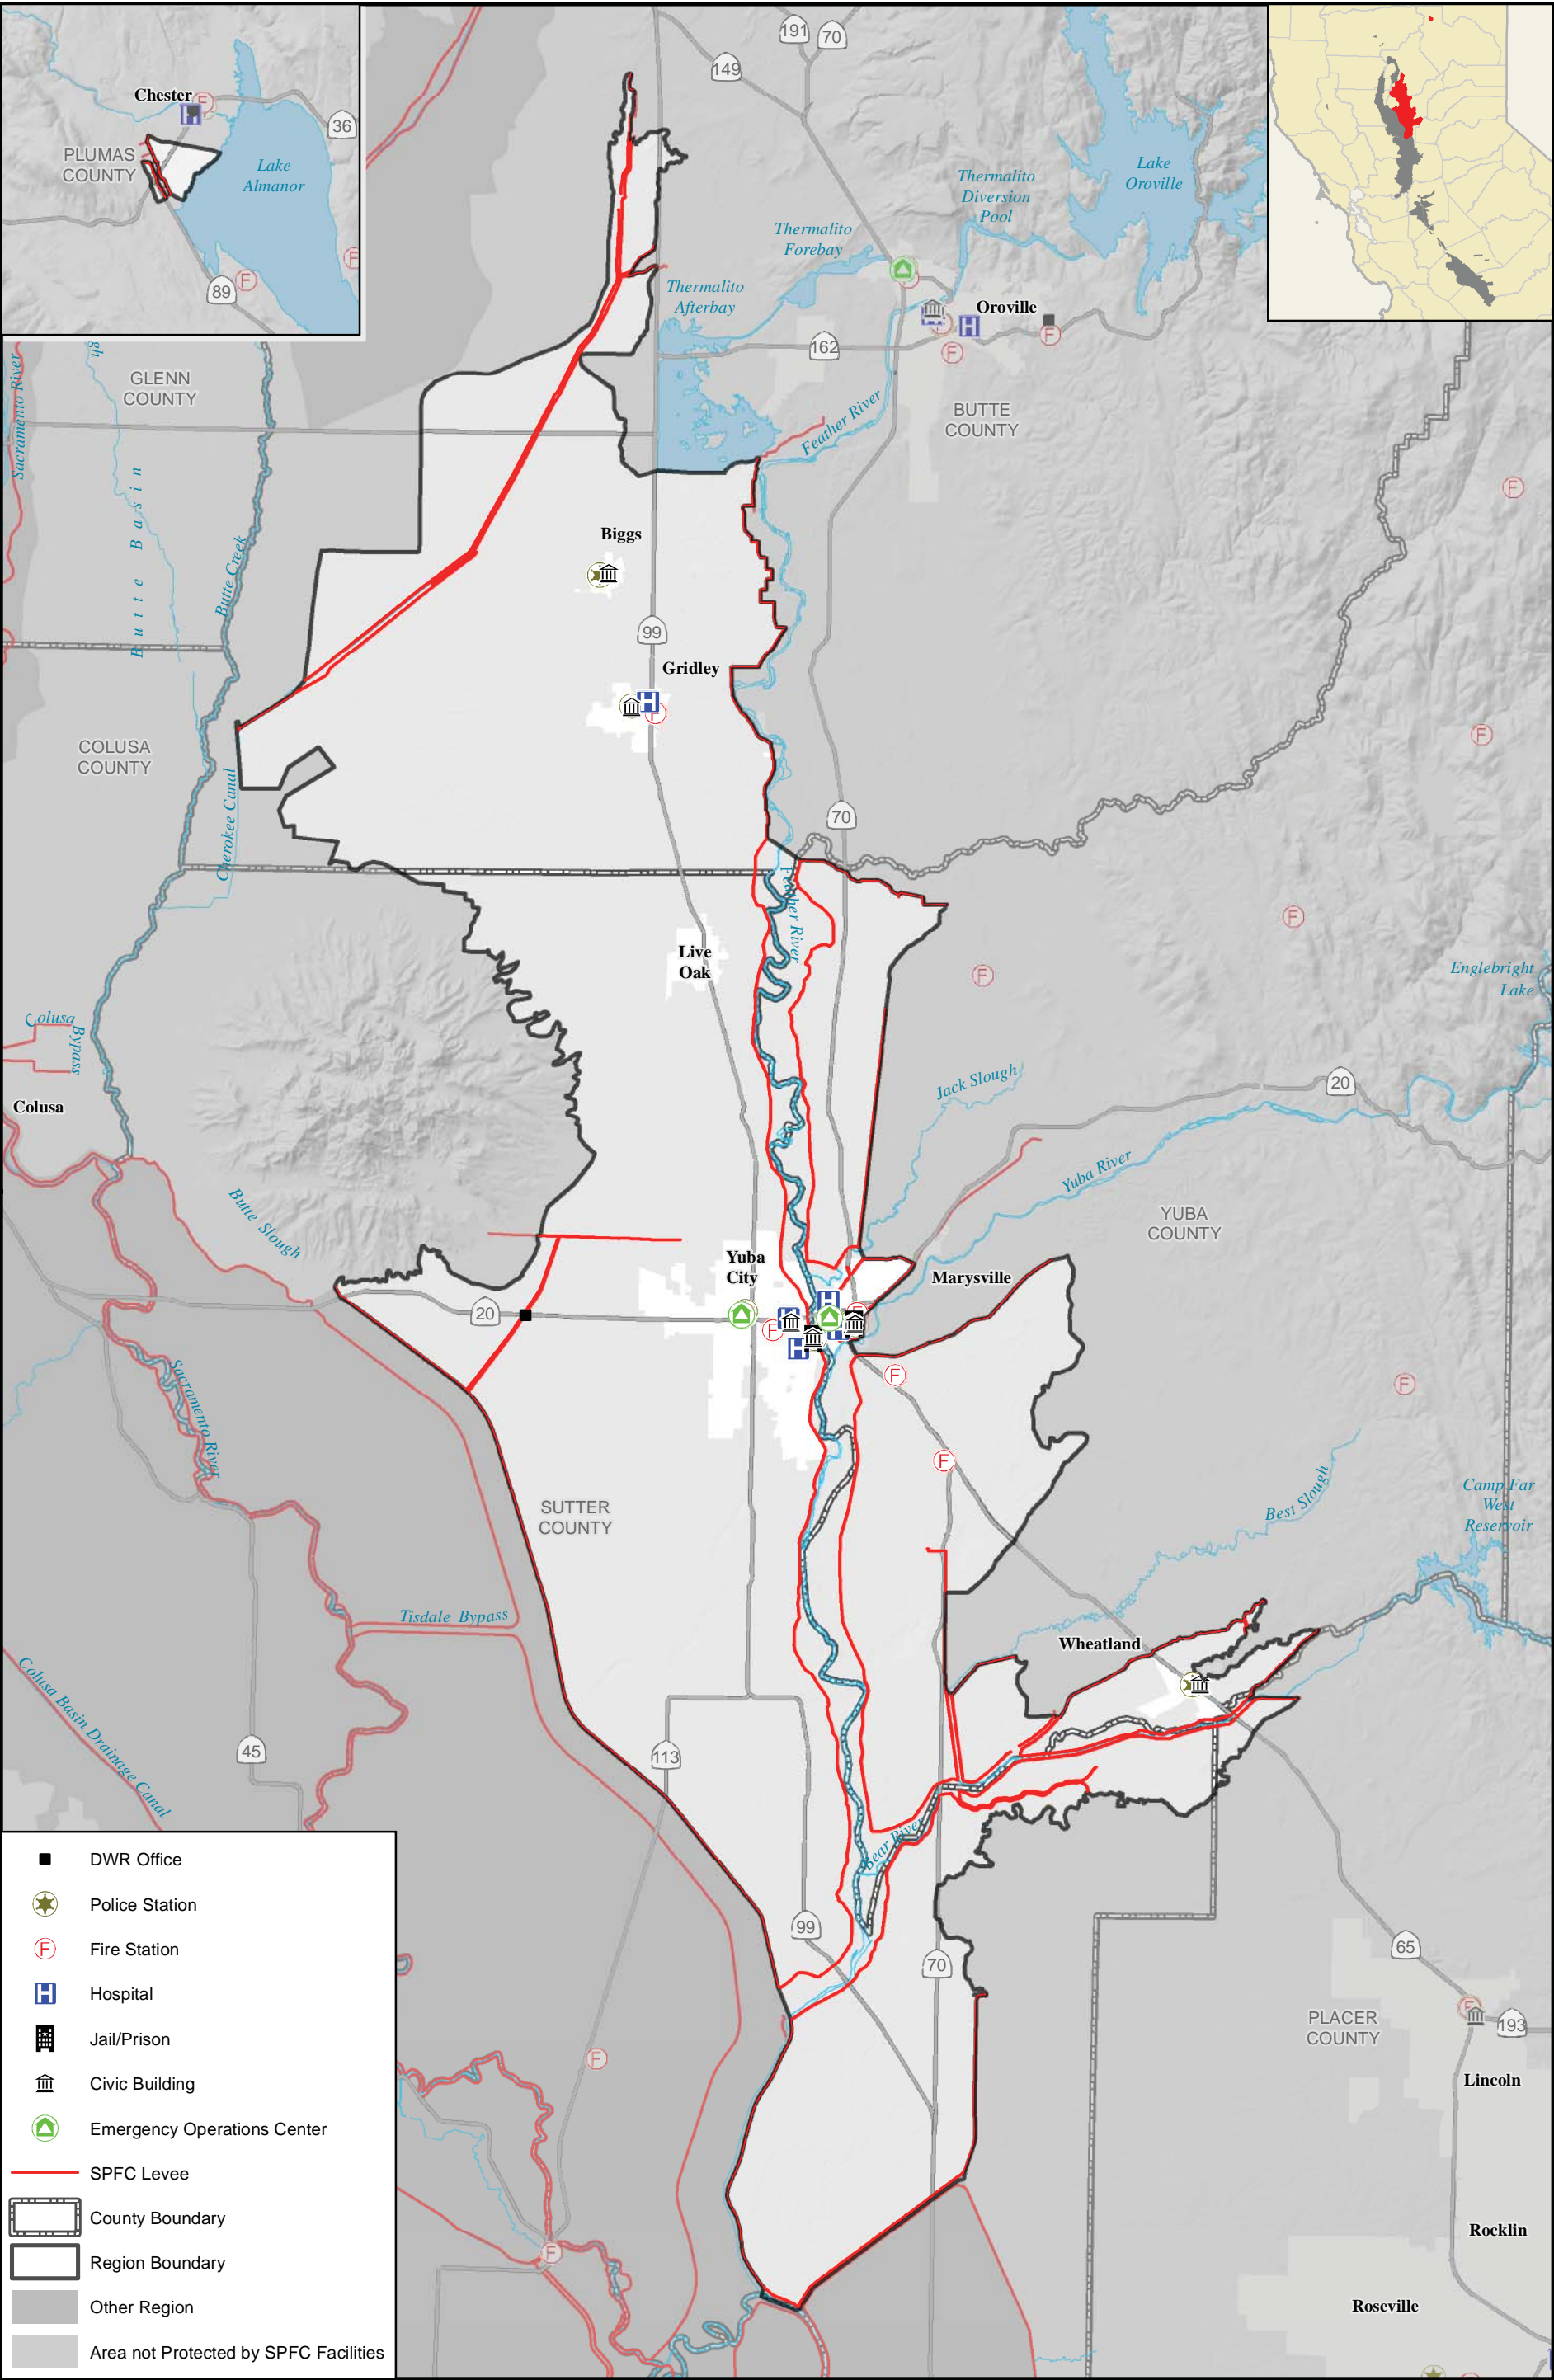 Chester
F
H
36
PLUMAS
COUNTY
Lake
Almanor
F
F
89
191
70
149
Lake
Oroville
Thermalito
Diversion
Pool
Thermalito
Forebay
Thermalito
Afterbay
Oroville
H
F
F
162
Feather River
BUTTE
COUNTY
GLENN
COUNTY
Sacramento River
Butte Basin
Butte Creek
F
Biggs
99
Gridley
H
F
COLUSA
COUNTY
Cherokee Canal
70
Feather River
Live
Oak
F
F
F
Englebright
Lake
Colusa
Bypass
Colusa
Jack Slough
20
Yuba River
YUBA
COUNTY
Butte Slough
Yuba
City
Marysville
20
H
H
F
H
F
F
Sacramento River
F
SUTTER
COUNTY
Best Slough
Camp Far
West
Reservoir
Tisdale Bypass
Wheatland
Colusa Basin Drainage Canal
45
113
Bear River
99
70
65
PLACER
COUNTY
F
193
Lincoln
F
Rocklin
Roseville
F
DWR Office
Police Station
F Fire Station
H Hospital
Jail/Prison
Civic Building
Emergency Operations Center
SPFC Levee
County Boundary
Region Boundary
Other Region
Area not Protected by SPFC Facilities